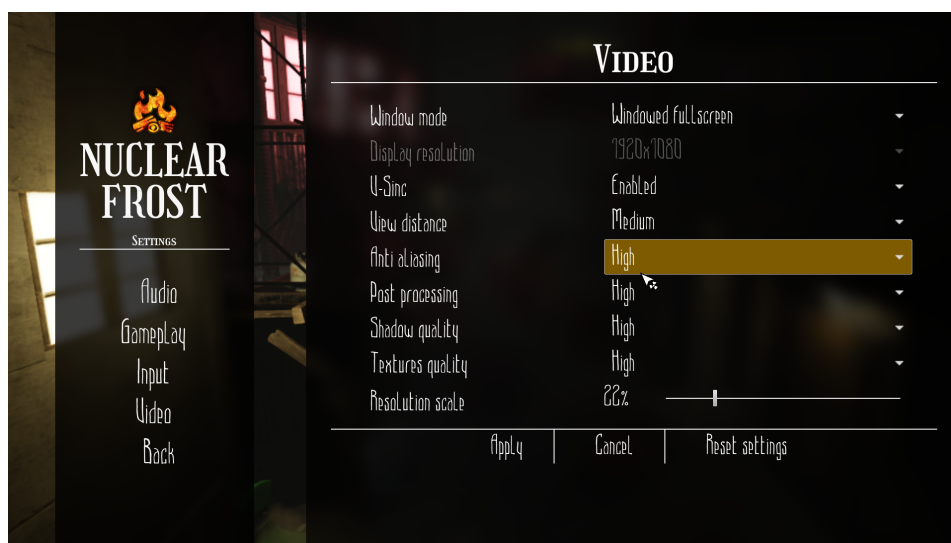 VIDEO
NUCLEAR
FROST
SETTINGS
Audio
Gameplay
Input
Video
Back
Window mode Windowed fullscreen
Display resolution 1920x1080
V-Sinc Enabled
View distance Medium
Anti aliasing High
Post processing High
Shadow quality High
Textures quality High
Resolution scale 22%
Apply Cancel Reset settings